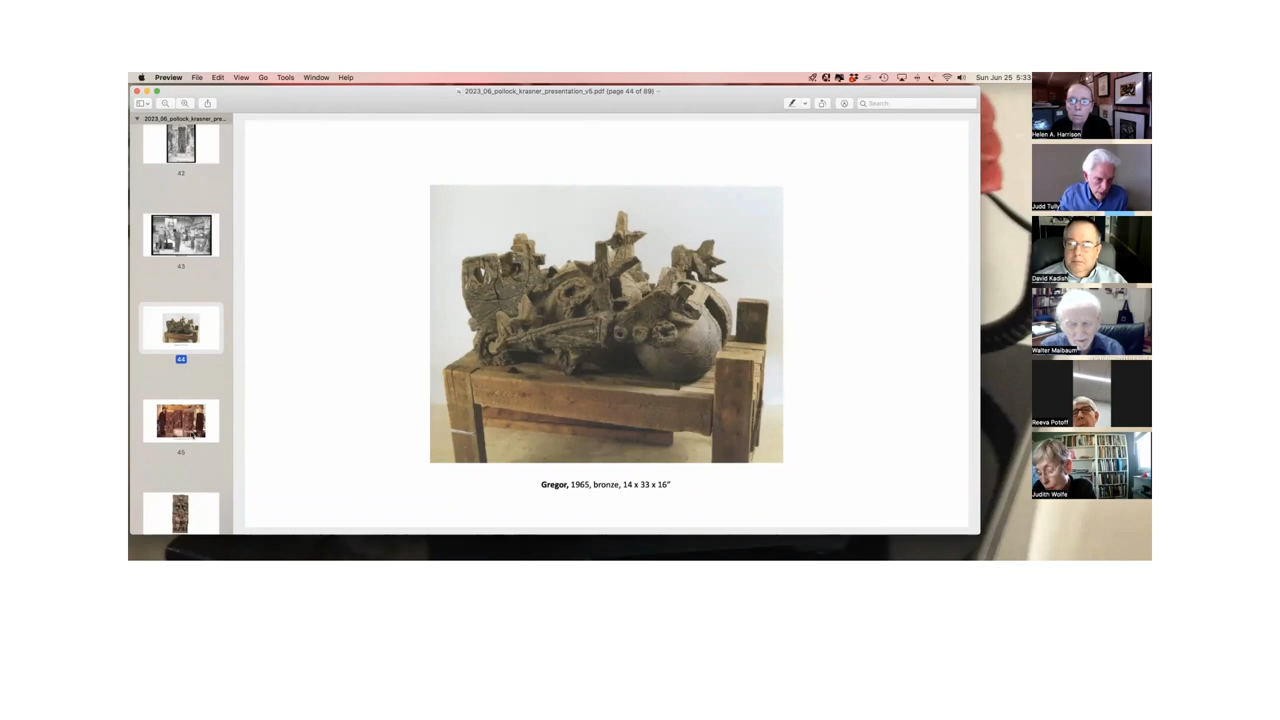 Preview File Edit View Go Tools Window Help
Sun Jun 25 5:33
2023_06_pollock_krasner_presentation_v5.pdf (page 44 of 89)
Search
2023_06_pollock_krasner_pre...
42
43
44
45
Gregor, 1965, bronze, 14 x 33 x 16”
Helen A. Harrison
Judd Tully
David Kadish
Walter Maibaum
Reeva Potoff
Judith Wolfe